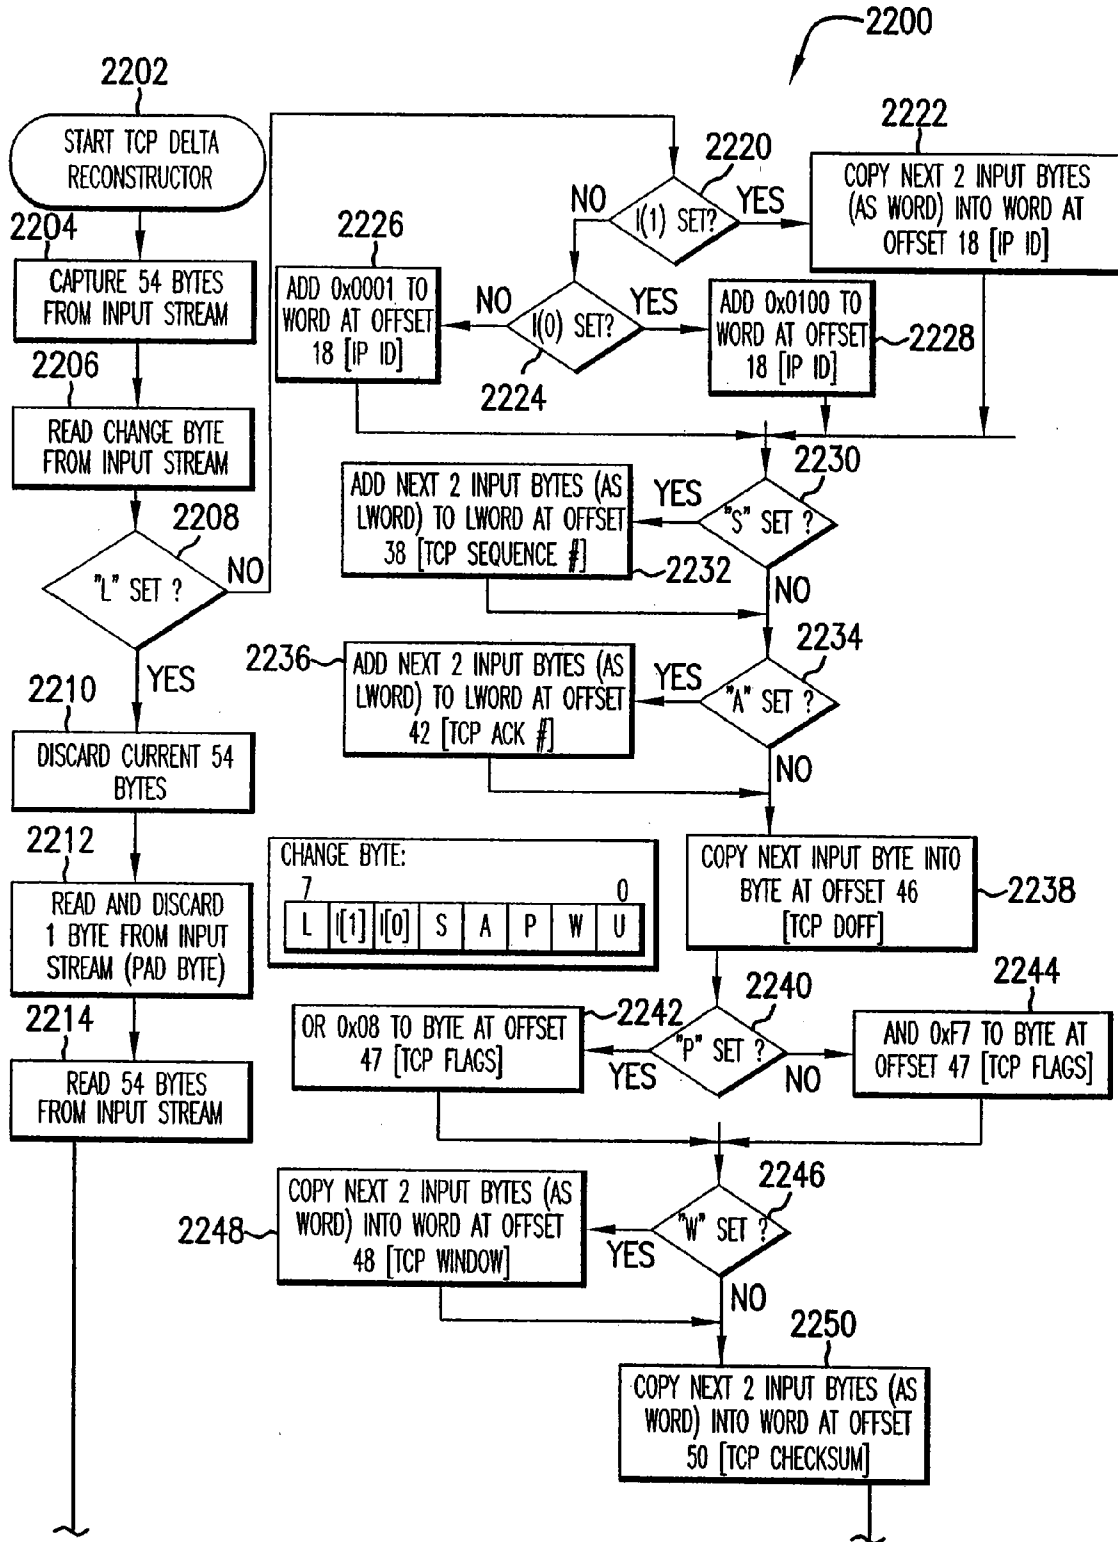 2200
2202
START TCP DELTA
RECONSTRUCTOR
2204
CAPTURE 54 BYTES
FROM INPUT STREAM
2206
READ CHANGE BYTE
FROM INPUT STREAM
2208
"L" SET ?
NO
YES
2210
DISCARD CURRENT 54
BYTES
2212
READ AND DISCARD
1 BYTE FROM INPUT
STREAM (PAD BYTE)
2214
READ 54 BYTES
FROM INPUT STREAM
2220
I(1) SET?
NO
YES
2222
COPY NEXT 2 INPUT BYTES
(AS WORD) INTO WORD AT
OFFSET 18 [IP ID]
2224
I(0) SET?
NO
YES
2226
ADD 0x0001 TO
WORD AT OFFSET
18 [IP ID]
2228
ADD 0x0100 TO
WORD AT OFFSET
18 [IP ID]
2230
"S" SET ?
YES
NO
ADD NEXT 2 INPUT BYTES (AS
LWORD) TO LWORD AT OFFSET
38 [TCP SEQUENCE #]
2232
2234
"A" SET ?
YES
NO
2236
ADD NEXT 2 INPUT BYTES (AS
LWORD) TO LWORD AT OFFSET
42 [TCP ACK #]
COPY NEXT INPUT BYTE INTO
BYTE AT OFFSET 46
[TCP DOFF]
2238
CHANGE BYTE:
7 0
L I[1] I[0] S A P W U
2240
"P" SET ?
YES
NO
2242
OR 0x08 TO BYTE AT OFFSET
47 [TCP FLAGS]
2244
AND 0xF7 TO BYTE AT
OFFSET 47 [TCP FLAGS]
2246
"W" SET ?
YES
NO
2248
COPY NEXT 2 INPUT BYTES (AS
WORD) INTO WORD AT OFFSET
48 [TCP WINDOW]
2250
COPY NEXT 2 INPUT BYTES (AS
WORD) INTO WORD AT OFFSET
50 [TCP CHECKSUM]